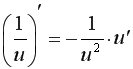 (1/u)′ = −1/u² · u′